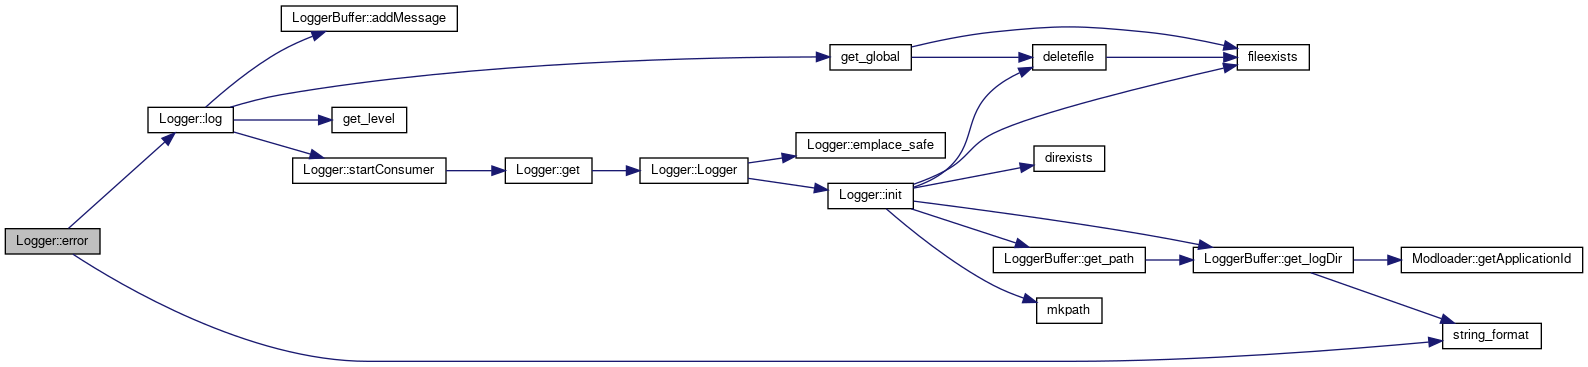 LoggerBuffer::addMessage
get_global
deletefile
fileexists
Logger::log
get_level
Logger::emplace_safe
direxists
Logger::startConsumer
Logger::get
Logger::Logger
Logger::init
Logger::error
LoggerBuffer::get_path
LoggerBuffer::get_logDir
Modloader::getApplicationId
mkpath
string_format